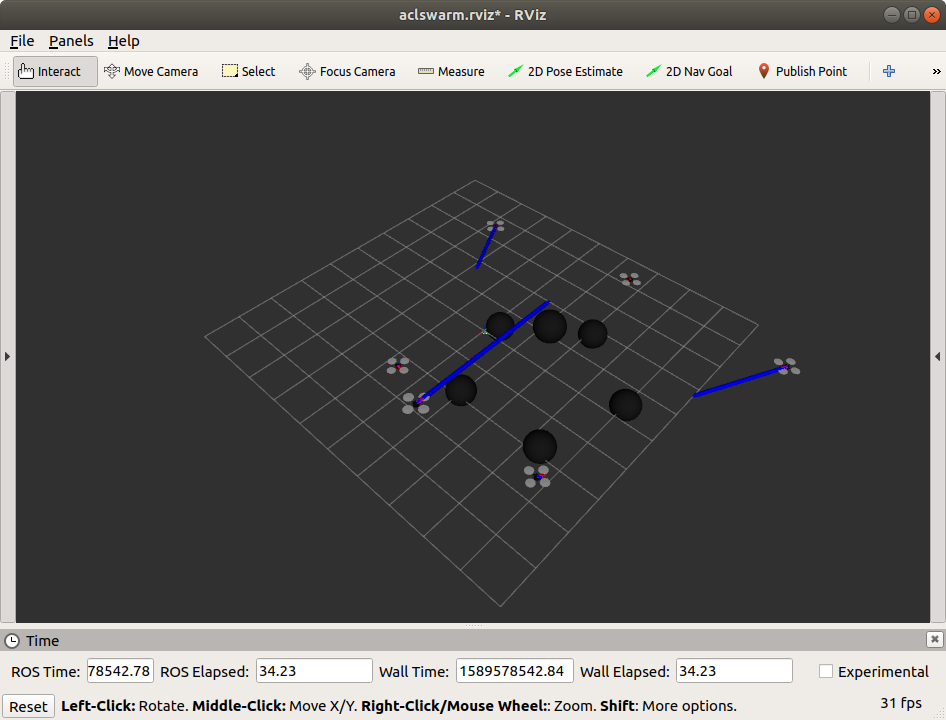 aclswarm.rviz* - RViz
File Panels Help
Interact Move Camera Select Focus Camera Measure 2D Pose Estimate 2D Nav Goal Publish Point »
Time
ROS Time: 78542.78 ROS Elapsed: 34.23 Wall Time: 1589578542.84 Wall Elapsed: 34.23 Experimental
Reset Left-Click: Rotate. Middle-Click: Move X/Y. Right-Click/Mouse Wheel:: Zoom. Shift: More options. 31 fps